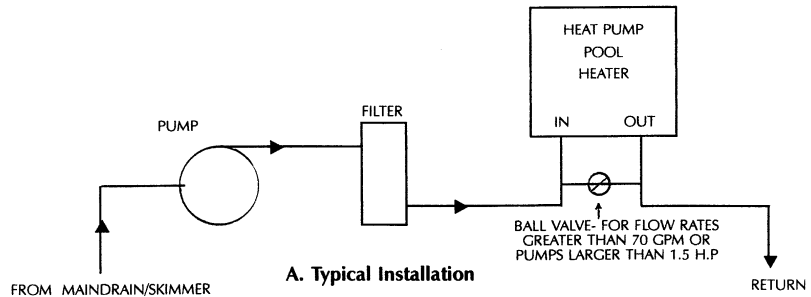 HEAT PUMP
POOL
HEATER
IN OUT
FILTER
PUMP
BALL VALVE- FOR FLOW RATES
GREATER THAN 70 GPM OR
PUMPS LARGER THAN 1.5 H.P
A. Typical Installation
FROM MAINDRAIN/SKIMMER
RETURN